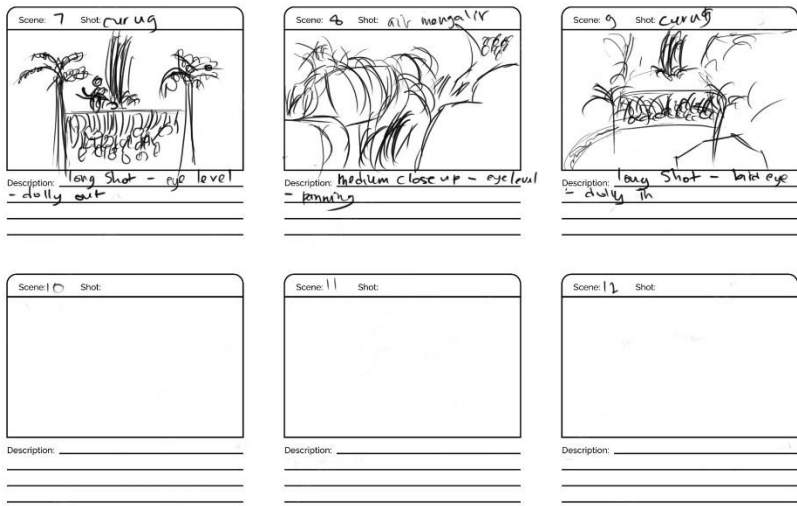 Scene: 7 Shot: curug
Description: long shot - eye level
- dolly out
Scene: 8 Shot: air mengalir
Description: medium close up - eye level
- panning
Scene: 9 Shot: curug
Description: long shot - bird eye
- dolly in
Scene: 10 Shot:
Description:
Scene: 11 Shot:
Description:
Scene: 12 Shot:
Description: